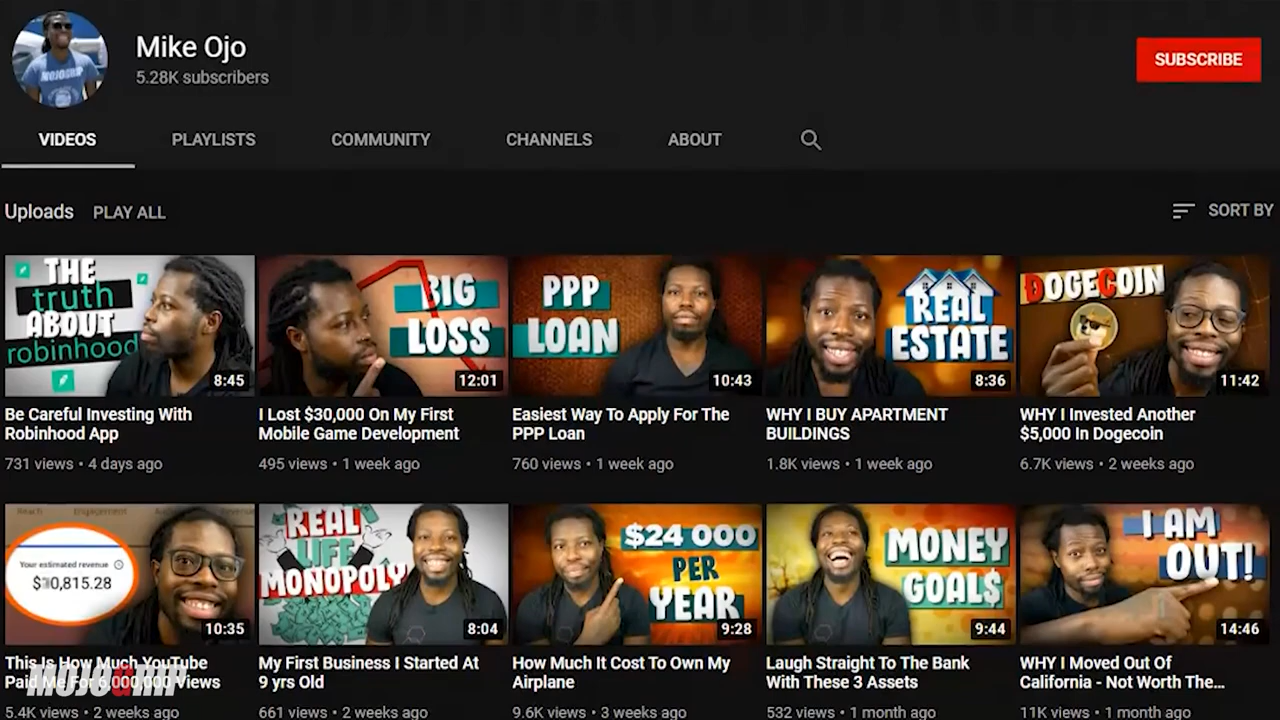 Mike Ojo
5.28K subscribers
SUBSCRIBE
VIDEOS PLAYLISTS COMMUNITY CHANNELS ABOUT
Uploads PLAY ALL SORT BY
THE
truth
ABOUT
robinhood
8:45
BIG
LOSS
12:01
PPP
LOAN
10:43
REAL
ESTATE
8:36
DOGECOIN
11:42
Be Careful Investing With
Robinhood App
731 views • 4 days ago
I Lost $30,000 On My First
Mobile Game Development
495 views • 1 week ago
Easiest Way To Apply For The
PPP Loan
760 views • 1 week ago
WHY I BUY APARTMENT
BUILDINGS
1.8K views • 1 week ago
WHY I Invested Another
$5,000 In Dogecoin
6.7K views • 2 weeks ago
Reach Engagement
Your estimated revenue
10:35
REAL
LIFE
MONOPOLY
8:04
$24 000
PER
YEAR
9:28
MONEY
GOAL$
9:44
I AM
OUT!
14:46
This Is How Much YouTube
Paid Me For 6,000,000 Views
5.4K views • 2 weeks ago
My First Business I Started At
9 yrs Old
661 views • 2 weeks ago
How Much It Cost To Own My
Airplane
9.6K views • 3 weeks ago
Laugh Straight To The Bank
With These 3 Assets
532 views • 1 month ago
WHY I Moved Out Of
California - Not Worth The...
11K views • 1 month ago